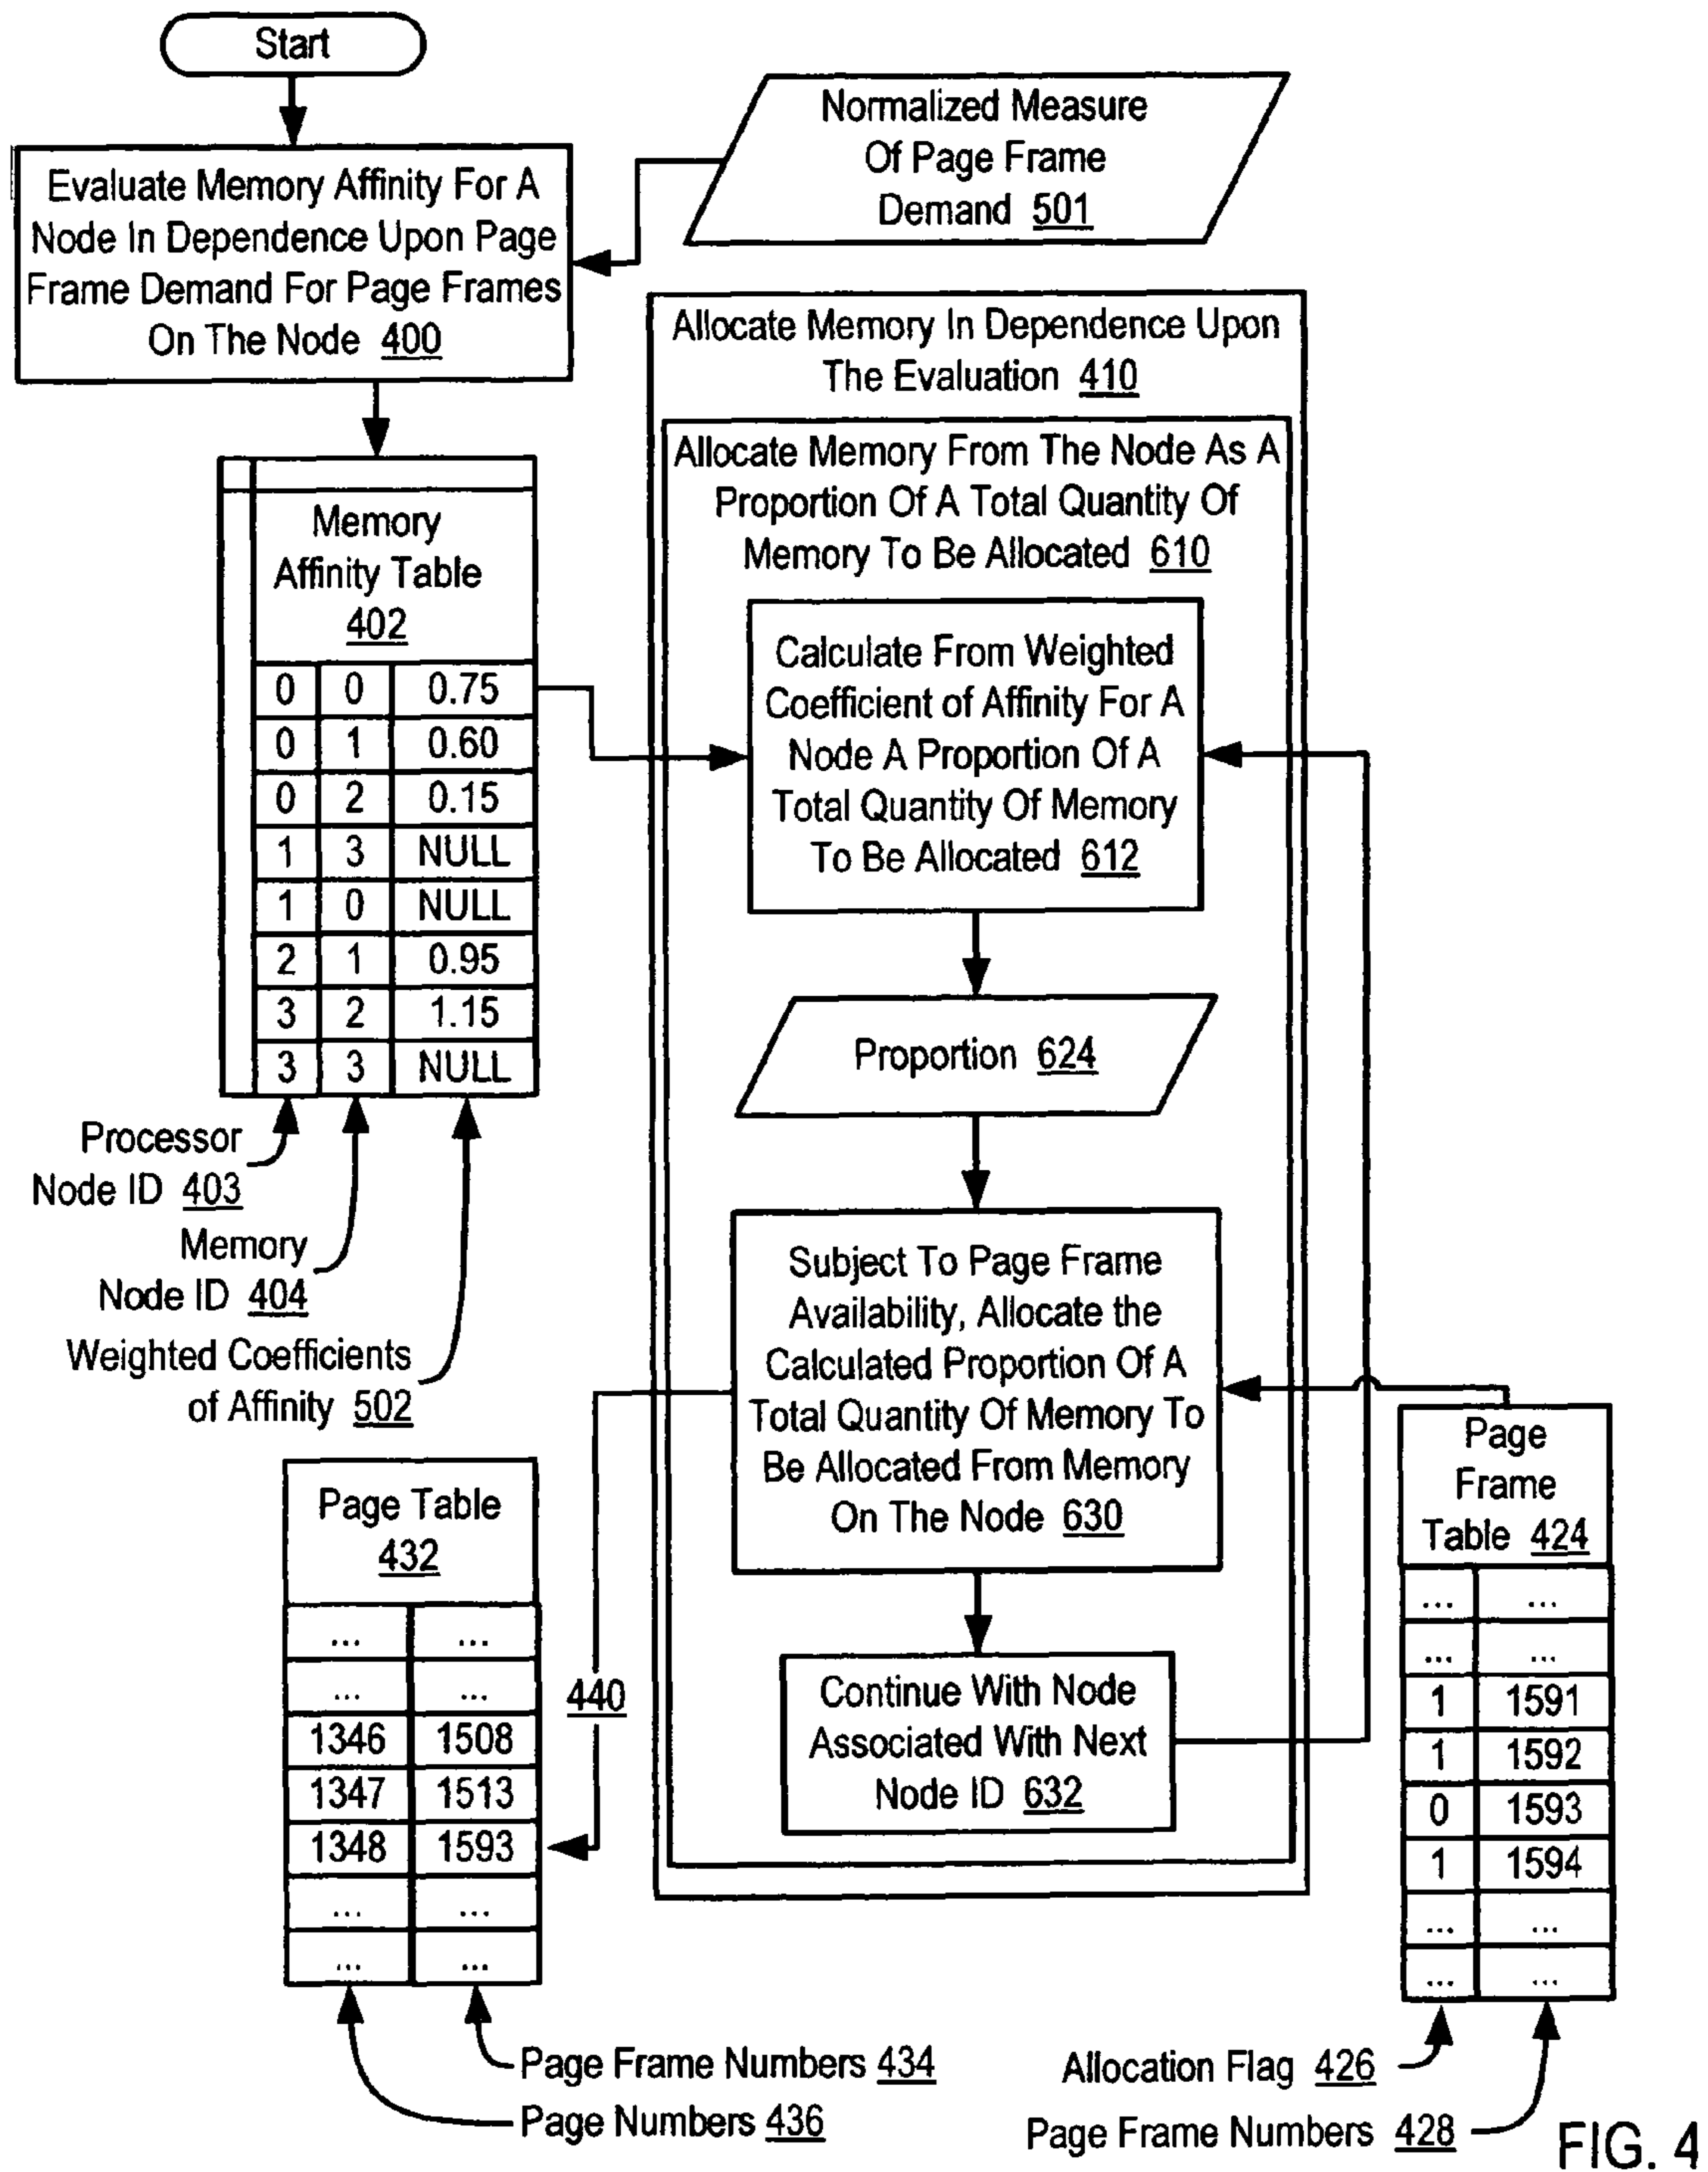 Start
Normalized Measure
Of Page Frame
Demand 501
Evaluate Memory Affinity For A
Node In Dependence Upon Page
Frame Demand For Page Frames
On The Node 400
Allocate Memory In Dependence Upon
The Evaluation 410
Allocate Memory From The Node As A
Proportion Of A Total Quantity Of
Memory To Be Allocated 610
Memory
Affinity Table
402
0 0 0.75
0 1 0.60
0 2 0.15
1 3 NULL
1 0 NULL
2 1 0.95
3 2 1.15
3 3 NULL
Processor
Node ID 403
Memory
Node ID 404
Weighted Coefficients
of Affinity 502
Calculate From Weighted
Coefficient of Affinity For A
Node A Proportion Of A
Total Quantity Of Memory
To Be Allocated 612
Proportion 624
Subject To Page Frame
Availability, Allocate the
Calculated Proportion Of A
Total Quantity Of Memory To
Be Allocated From Memory
On The Node 630
Continue With Node
Associated With Next
Node ID 632
440
Page Table
432
... ...
... ...
1346 1508
1347 1513
1348 1593
... ...
... ...
Page Frame Numbers 434
Page Numbers 436
Page
Frame
Table 424
... ...
... ...
1 1591
1 1592
0 1593
1 1594
... ...
... ...
Allocation Flag 426
Page Frame Numbers 428
FIG. 4